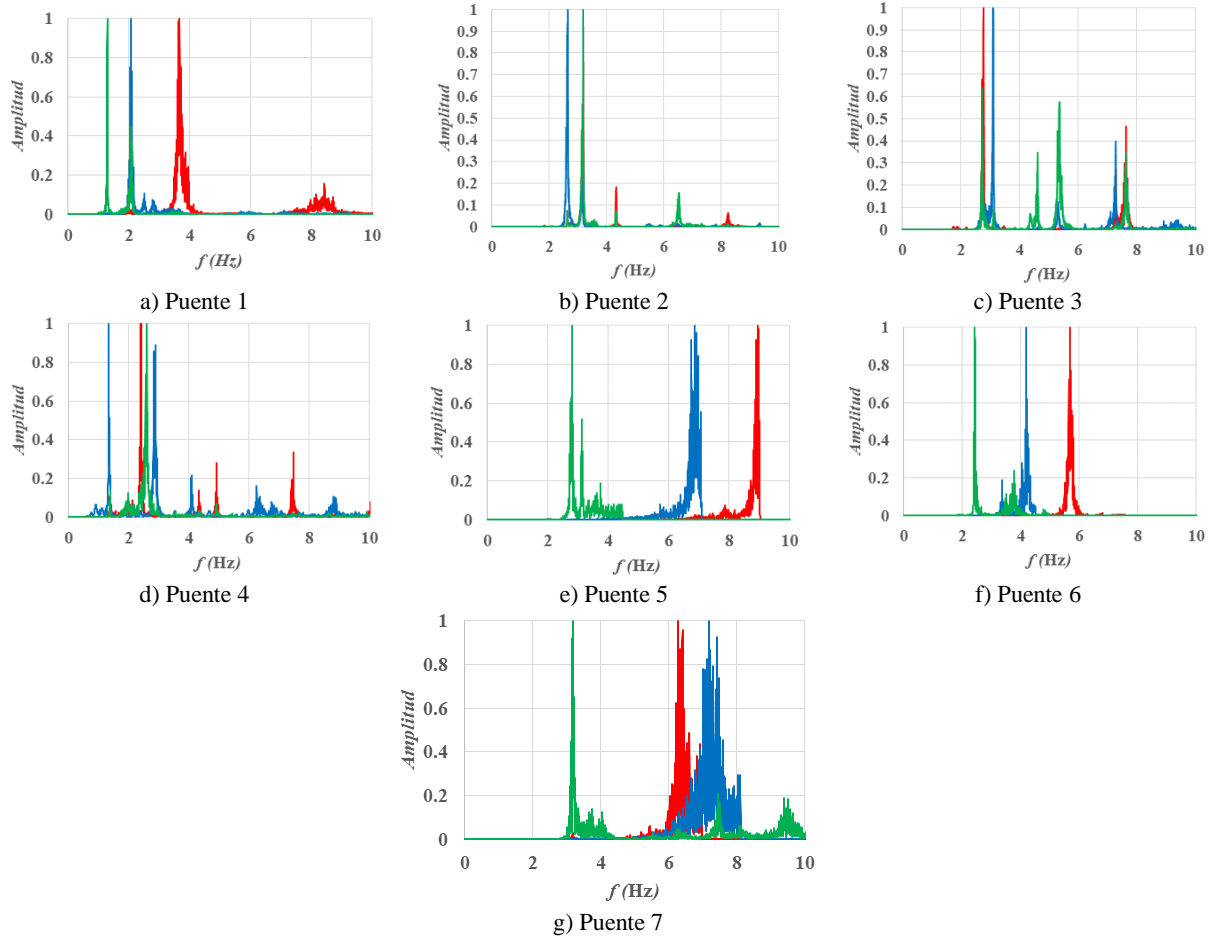 1
0.8
0.6
0.4
0.2
0
Amplitud
0 2 4 6 8 10
f (Hz)
a) Puente 1
1
0.9
0.8
0.7
0.6
0.5
0.4
0.3
0.2
0.1
0
Amplitud
0 2 4 6 8 10
f (Hz)
b) Puente 2
1
0.9
0.8
0.7
0.6
0.5
0.4
0.3
0.2
0.1
0
Amplitud
0 2 4 6 8 10
f (Hz)
c) Puente 3
1
0.8
0.6
0.4
0.2
0
Amplitud
0 2 4 6 8 10
f (Hz)
d) Puente 4
1
0.8
0.6
0.4
0.2
0
Amplitud
0 2 4 6 8 10
f (Hz)
e) Puente 5
1
0.8
0.6
0.4
0.2
0
Amplitud
0 2 4 6 8 10
f (Hz)
f) Puente 6
1
0.8
0.6
0.4
0.2
0
Amplitud
0 2 4 6 8 10
f (Hz)
g) Puente 7